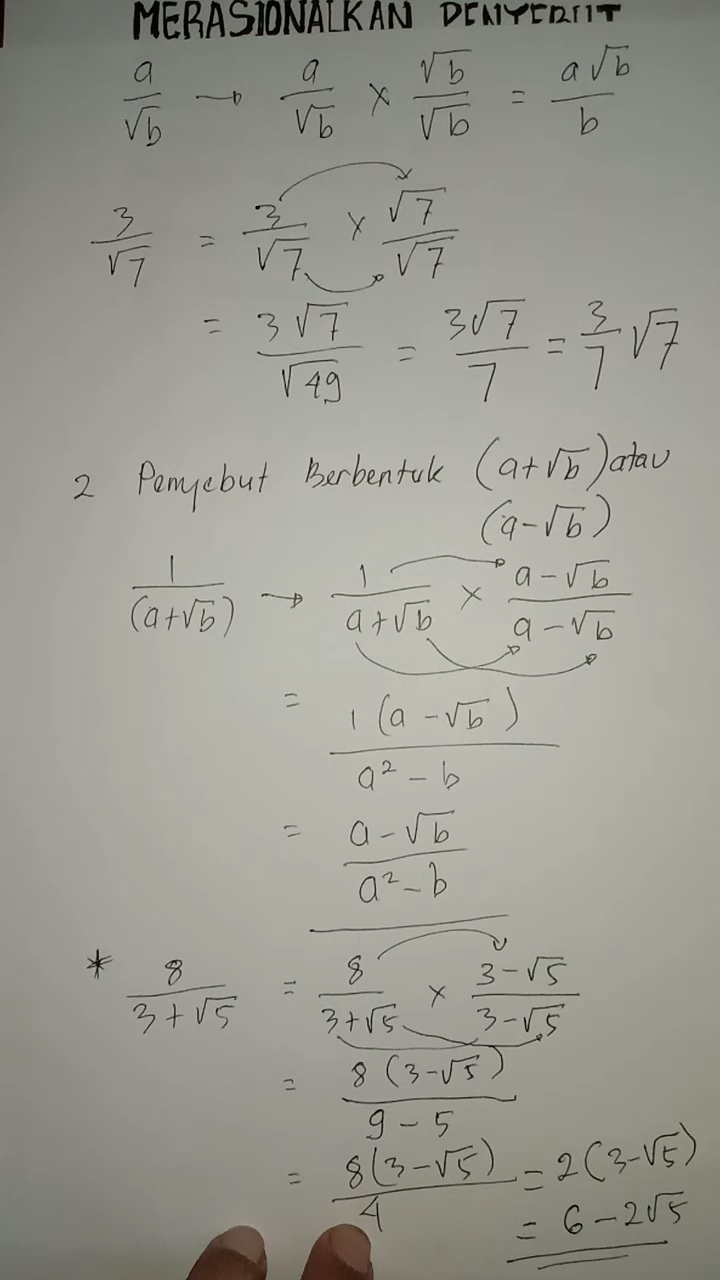 MERASIONALKAN PENYEBUT
a/√b → a/√b × √b/√b = a√b/b
3/√7 = 3/√7 × √7/√7
= 3√7/√49 = 3√7/7 = 3/7 √7
2 Penyebut Berbentuk (a+√b) atau
(a-√b)
1/(a+√b) → 1/a+√b × a-√b/a-√b
= 1(a-√b)/a²-b
= a-√b/a²-b
* 8/3+√5 = 8/3+√5 × 3-√5/3-√5
= 8(3-√5)/9-5
= 8(3-√5)/4 = 2(3-√5)
= 6-2√5